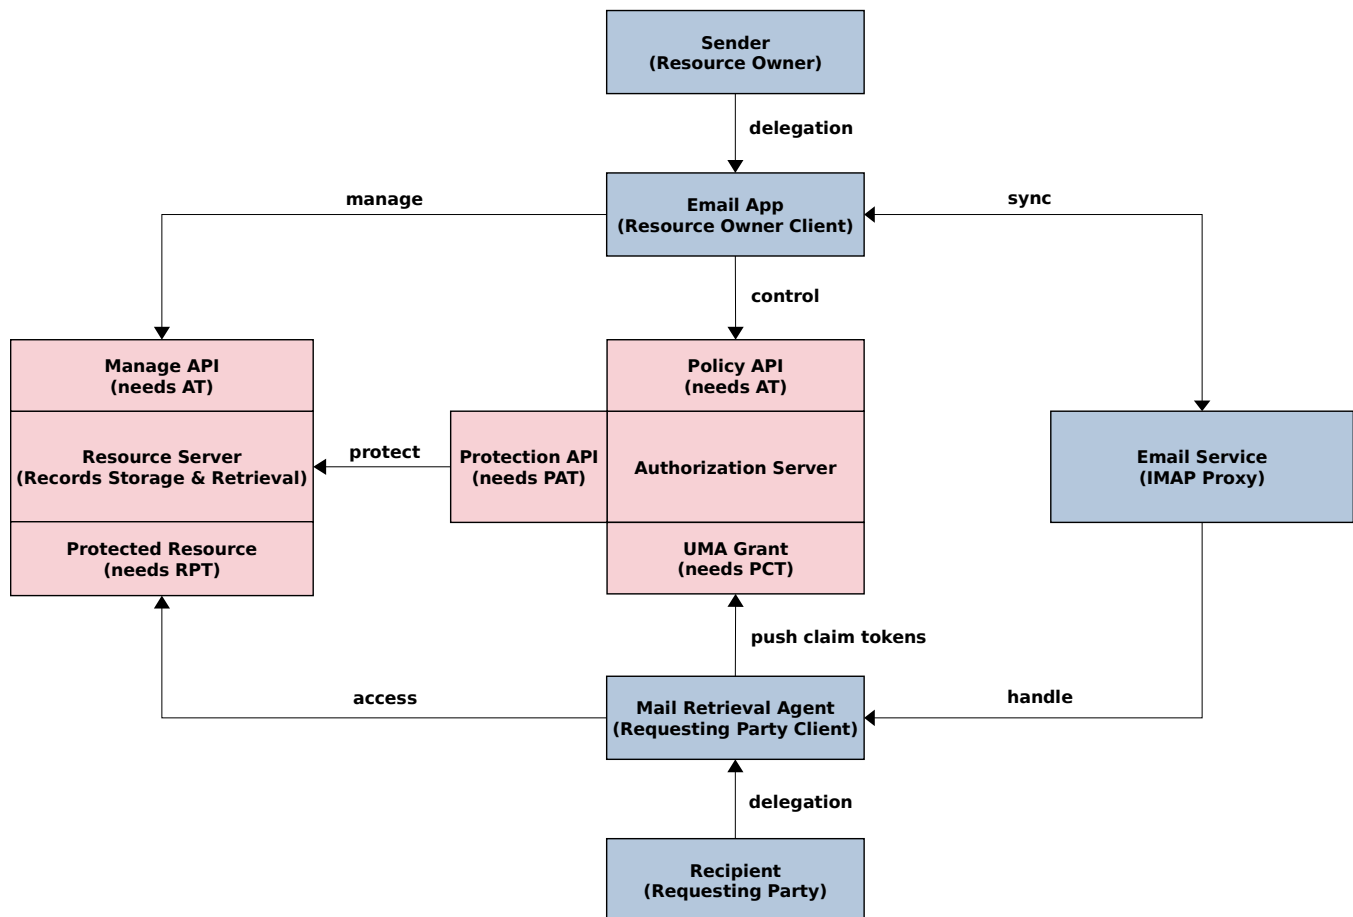 Sender
(Resource Owner)
delegation
manage
Email App
(Resource Owner Client)
sync
control
Manage API
(needs AT)
Policy API
(needs AT)
Resource Server
(Records Storage & Retrieval)
protect
Protection API
(needs PAT)
Authorization Server
Email Service
(IMAP Proxy)
Protected Resource
(needs RPT)
UMA Grant
(needs PCT)
push claim tokens
access
Mail Retrieval Agent
(Requesting Party Client)
handle
delegation
Recipient
(Requesting Party)